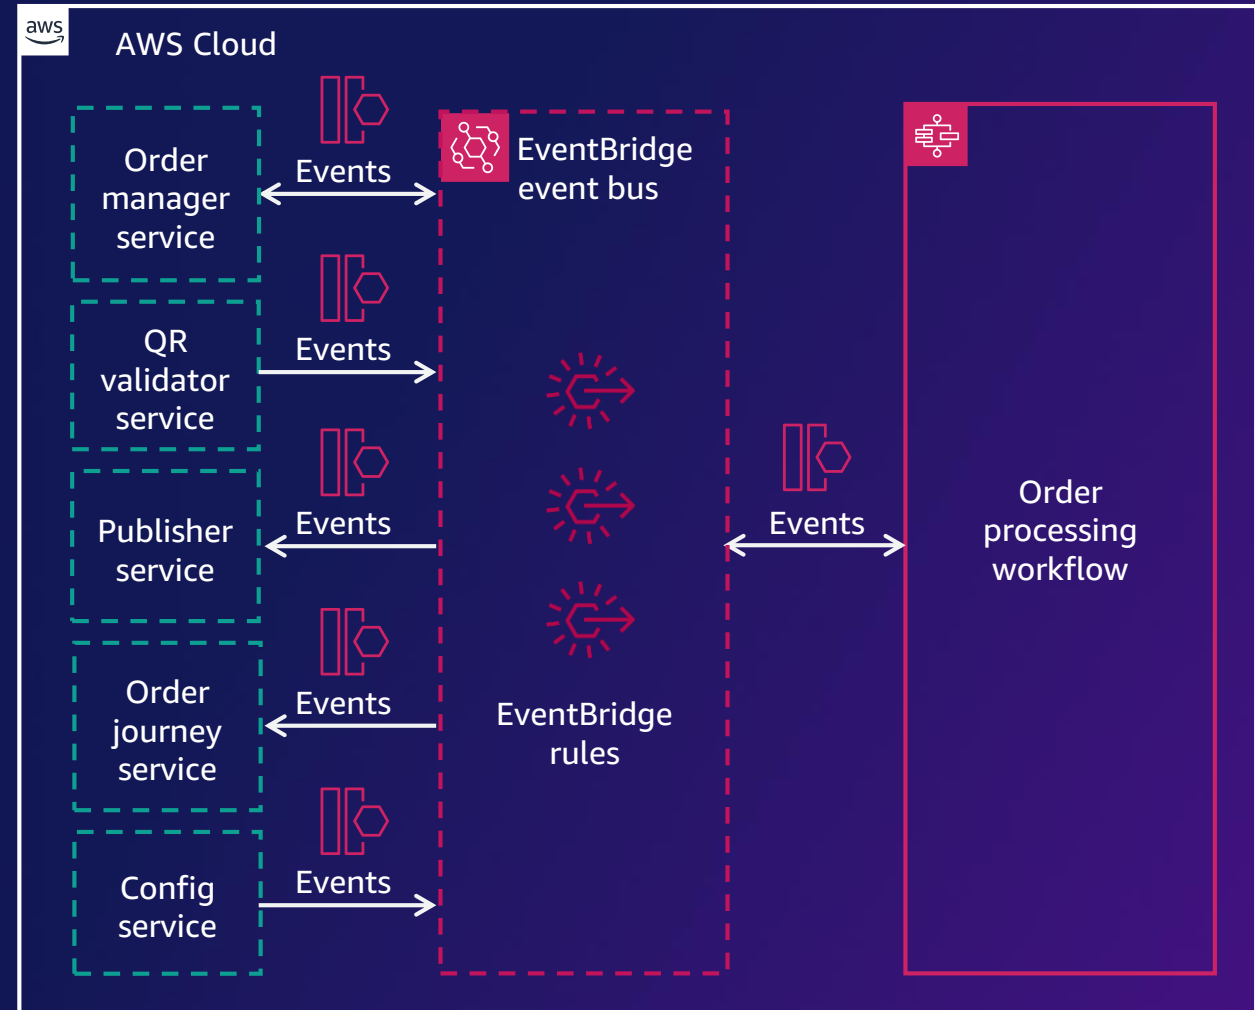 aws
AWS Cloud
Order
manager
service
Events
EventBridge
event bus
QR
validator
service
Events
Publisher
service
Events
Events
Order
processing
workflow
Order
journey
service
Events
EventBridge
rules
Config
service
Events